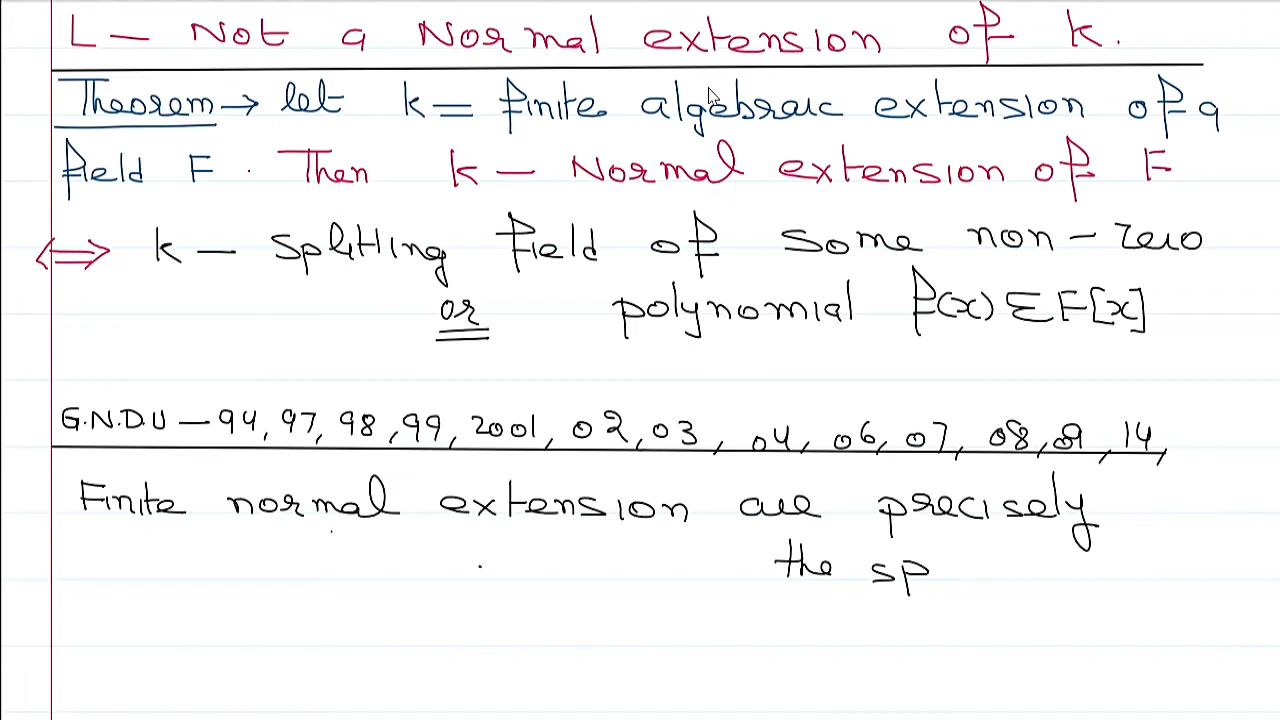 L - Not a Normal extension of k.
Theorem → let k = finite algebraic extension of a
field F. Then k - Normal extension of F
⇔ k - splitting field of some non-zero
or polynomial f(x) ∈ F[x]
G.N.D.U - 94, 97, 98, 99, 2001, 02, 03, 04, 06, 07, 08, 09, 14,
Finite normal extension are precisely
the sp